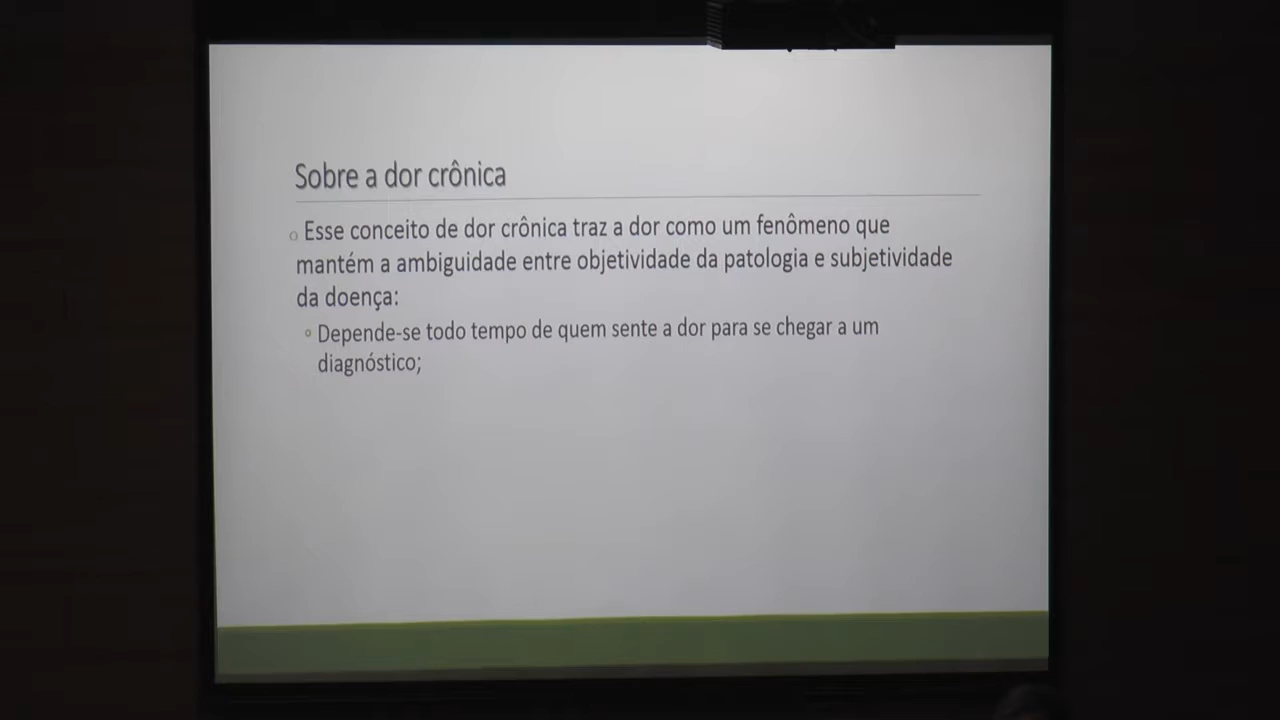 Sobre a dor crônica
o Esse conceito de dor crônica traz a dor como um fenômeno que
mantém a ambiguidade entre objetividade da patologia e subjetividade
da doença:
◦ Depende-se todo tempo de quem sente a dor para se chegar a um
diagnóstico;